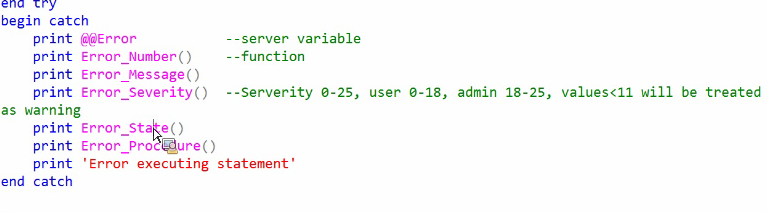 end try
begin catch
    print @@Error           --server variable
    print Error_Number()    --function
    print Error_Message()
    print Error_Severity()  --Serverity 0-25, user 0-18, admin 18-25, values<11 will be treated
as warning
    print Error_State()
    print Error_Procedure()
    print 'Error executing statement'
end catch